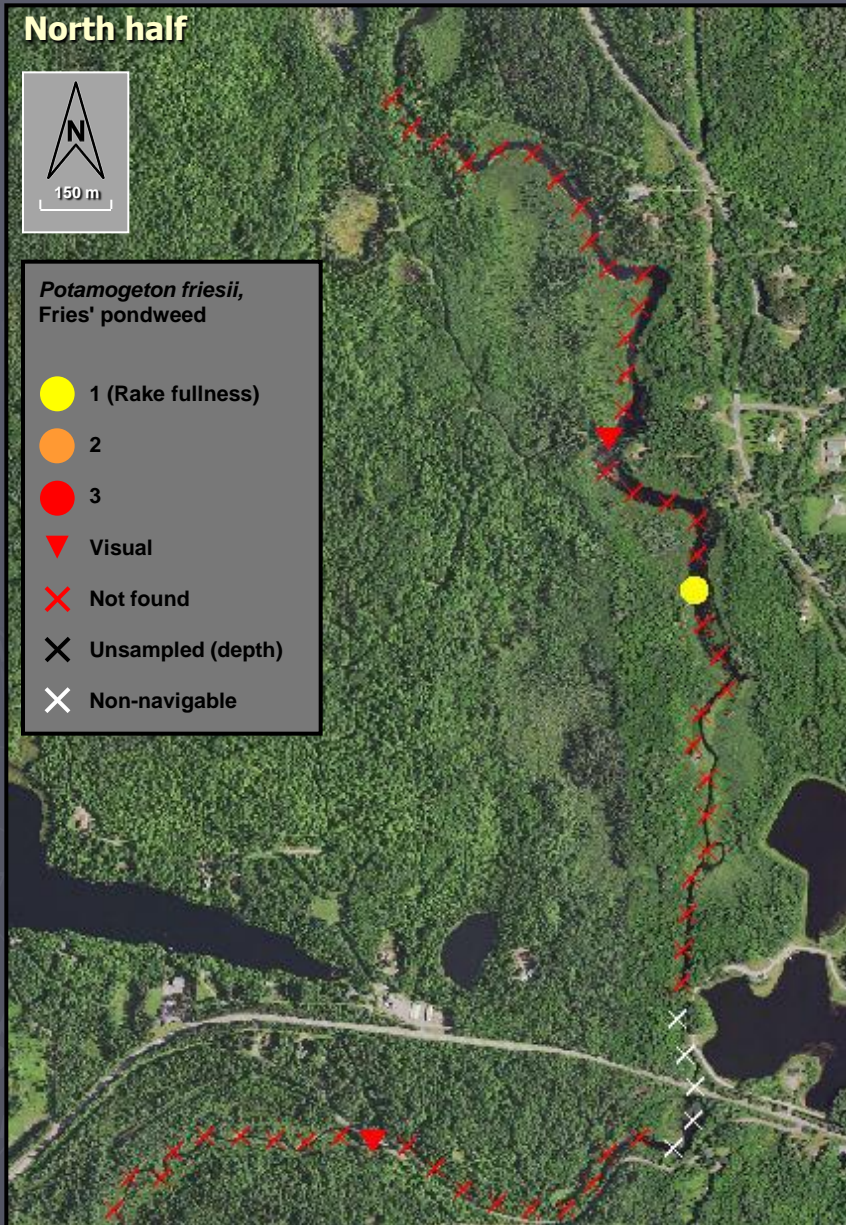 North half
N
150 m
Potamogeton friesii,
Fries' pondweed
1 (Rake fullness)
2
3
Visual
Not found
Unsampled (depth)
Non-navigable